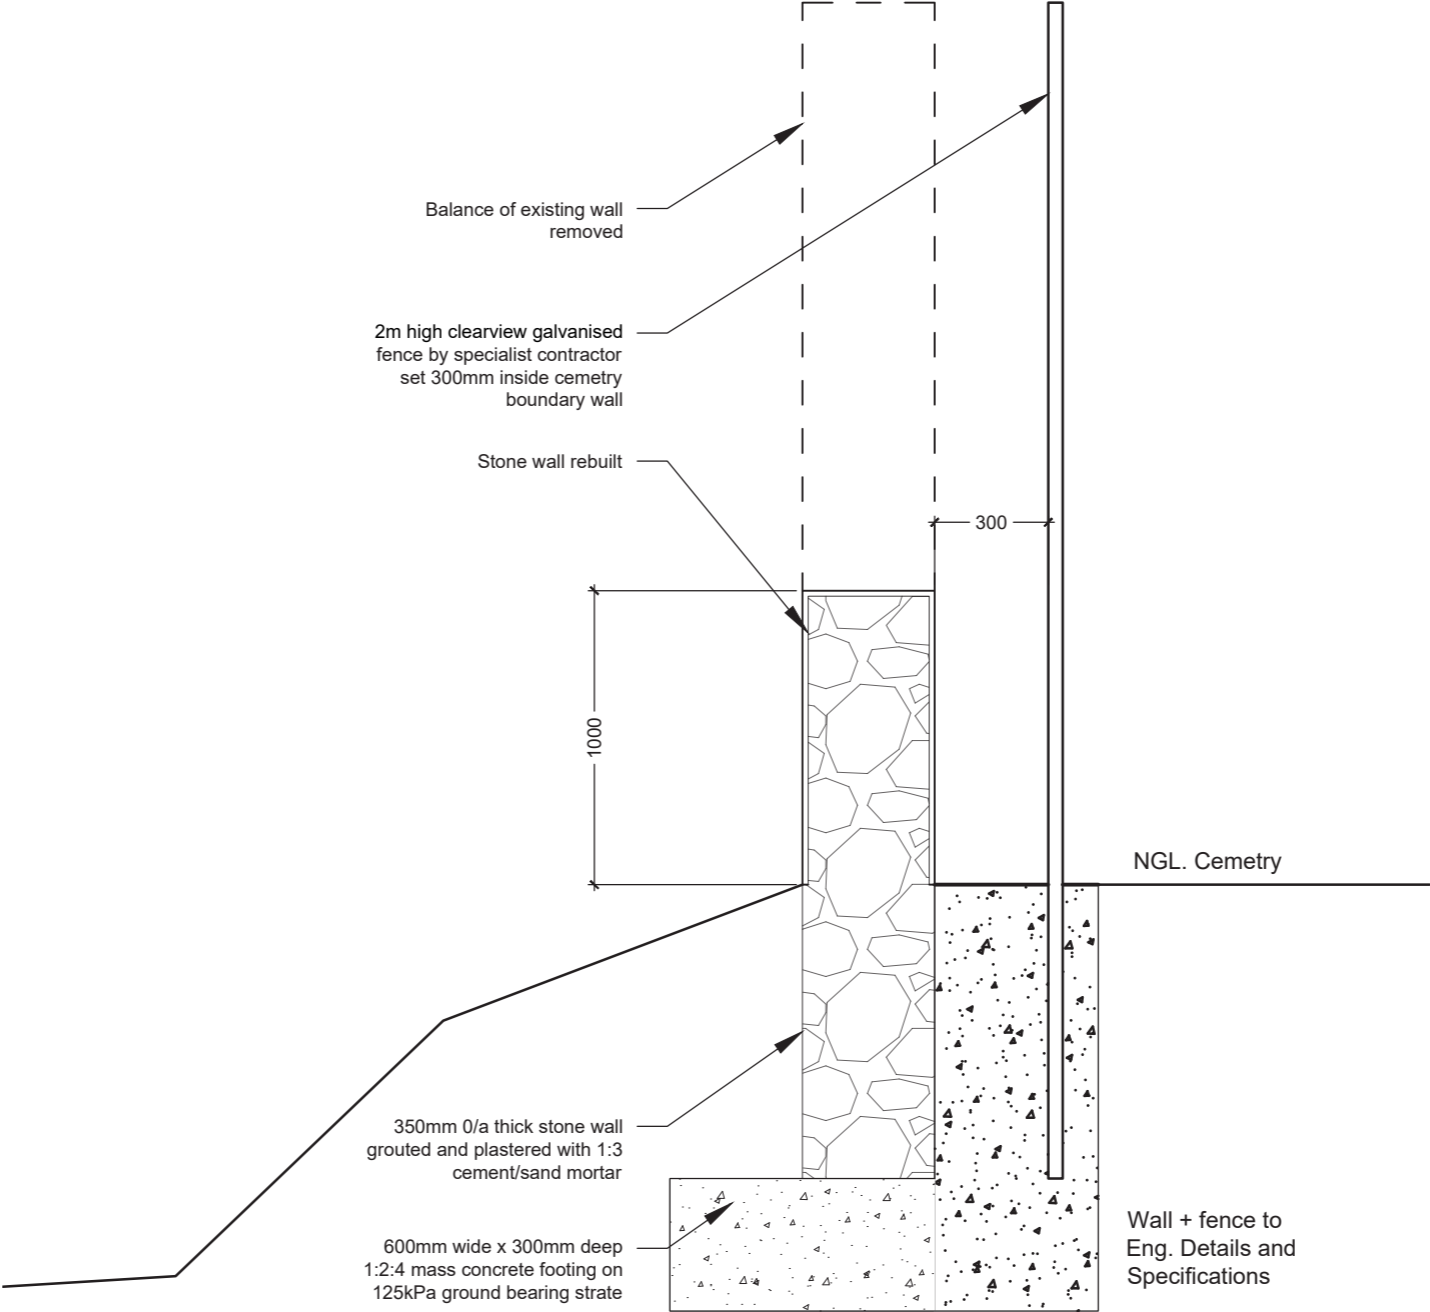 Balance of existing wall
removed
2m high clearview galvanised
fence by specialist contractor
set 300mm inside cemetry
boundary wall
Stone wall rebuilt
300
1000
NGL. Cemetry
350mm 0/a thick stone wall
grouted and plastered with 1:3
cement/sand mortar
600mm wide x 300mm deep
1:2:4 mass concrete footing on
125kPa ground bearing strate
Wall + fence to
Eng. Details and
Specifications